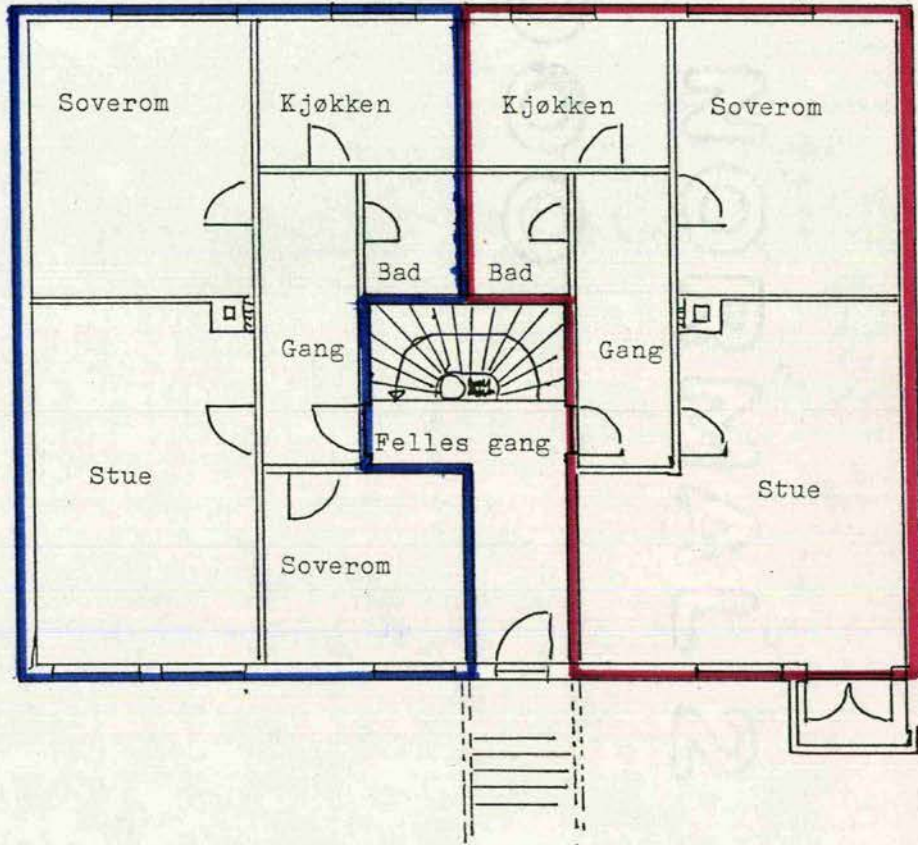 Soverom
Kjøkken
Kjøkken
Soverom
Bad
Bad
Gang
Gang
Felles gang
Stue
Stue
Soverom